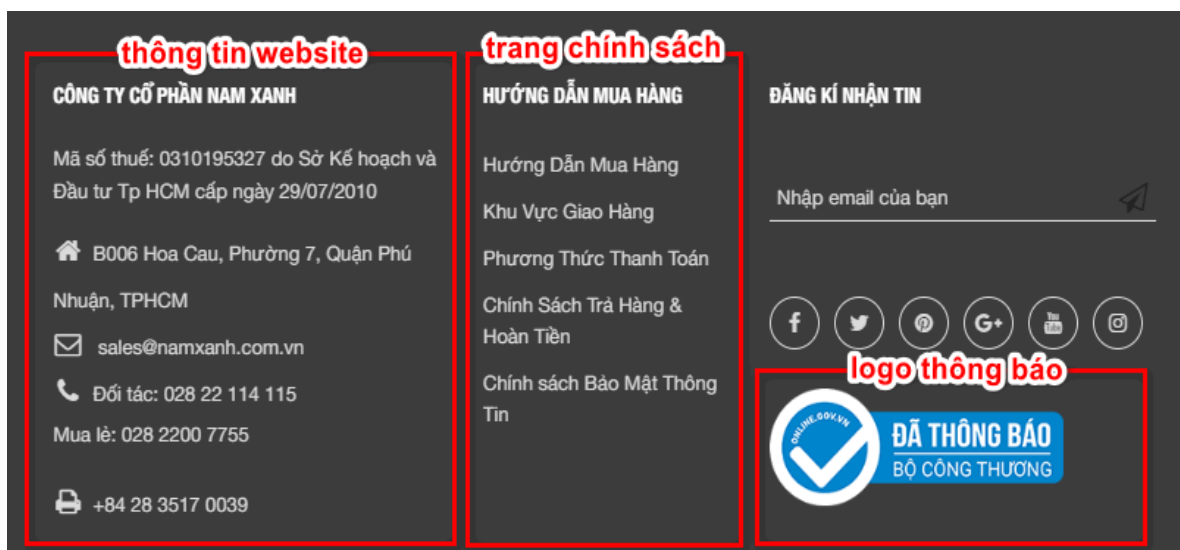 thông tin website
CÔNG TY CỔ PHẦN NAM XANH
Mã số thuế: 0310195327 do Sở Kế hoạch và
Đầu tư Tp HCM cấp ngày 29/07/2010
B006 Hoa Cau, Phường 7, Quận Phú
Nhuận, TPHCM
sales@namxanh.com.vn
Đối tác: 028 22 114 115
Mua lẻ: 028 2200 7755
+84 28 3517 0039
trang chính sách
HƯỚNG DẪN MUA HÀNG
Hướng Dẫn Mua Hàng
Khu Vực Giao Hàng
Phương Thức Thanh Toán
Chính Sách Trả Hàng &
Hoàn Tiền
Chính sách Bảo Mật Thông
Tin
ĐĂNG KÍ NHẬN TIN
Nhập email của bạn
You
Tube
logo thông báo
ONLINE.GOV.VN
ĐÃ THÔNG BÁO
BỘ CÔNG THƯƠNG